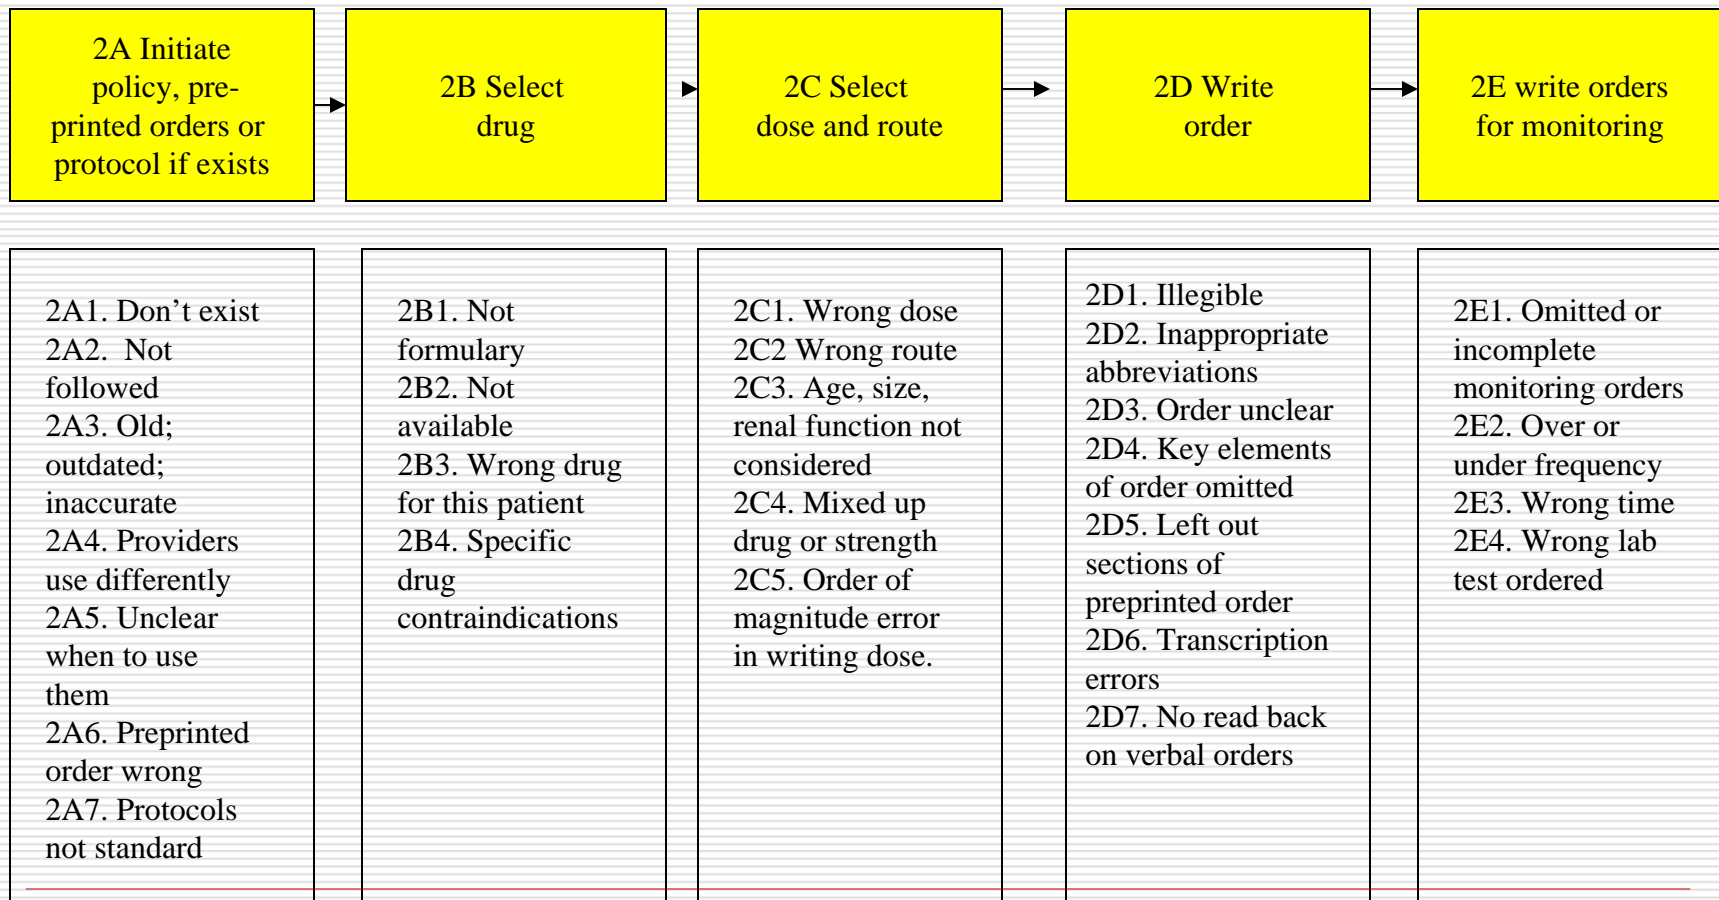 2A Initiate
policy, pre-
printed orders or
protocol if exists
2B Select
drug
2C Select
dose and route
2D Write
order
2E write orders
for monitoring
2A1. Don’t exist
2A2.  Not
followed
2A3. Old;
outdated;
inaccurate
2A4. Providers
use differently
2A5. Unclear
when to use
them
2A6. Preprinted
order wrong
2A7. Protocols
not standard
2B1. Not
formulary
2B2. Not
available
2B3. Wrong drug
for this patient
2B4. Specific
drug
contraindications
2C1. Wrong dose
2C2 Wrong route
2C3. Age, size,
renal function not
considered
2C4. Mixed up
drug or strength
2C5. Order of
magnitude error
in writing dose.
2D1. Illegible
2D2. Inappropriate
abbreviations
2D3. Order unclear
2D4. Key elements
of order omitted
2D5. Left out
sections of
preprinted order
2D6. Transcription
errors
2D7. No read back
on verbal orders
2E1. Omitted or
incomplete
monitoring orders
2E2. Over or
under frequency
2E3. Wrong time
2E4. Wrong lab
test ordered